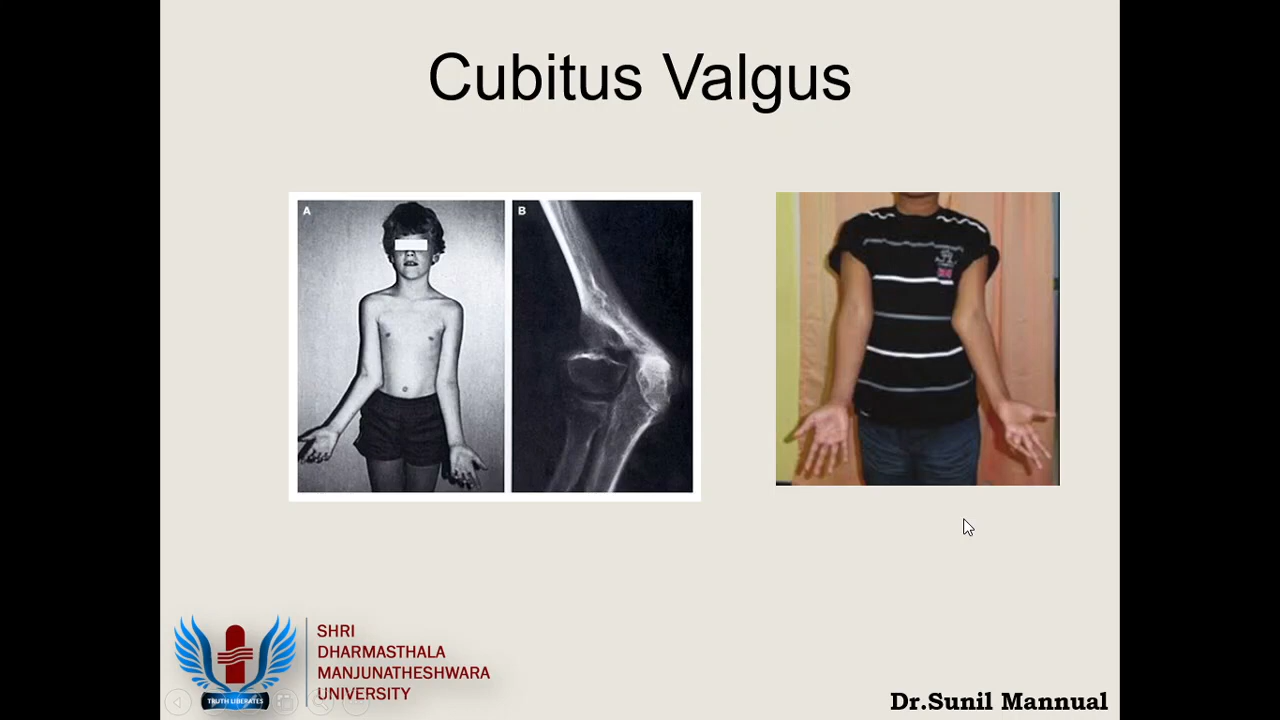 Cubitus Valgus
A
B
SHRI
DHARMASTHALA
MANJUNATHESHWARA
UNIVERSITY
TRUTH LIBERATES
Dr.Sunil Mannual